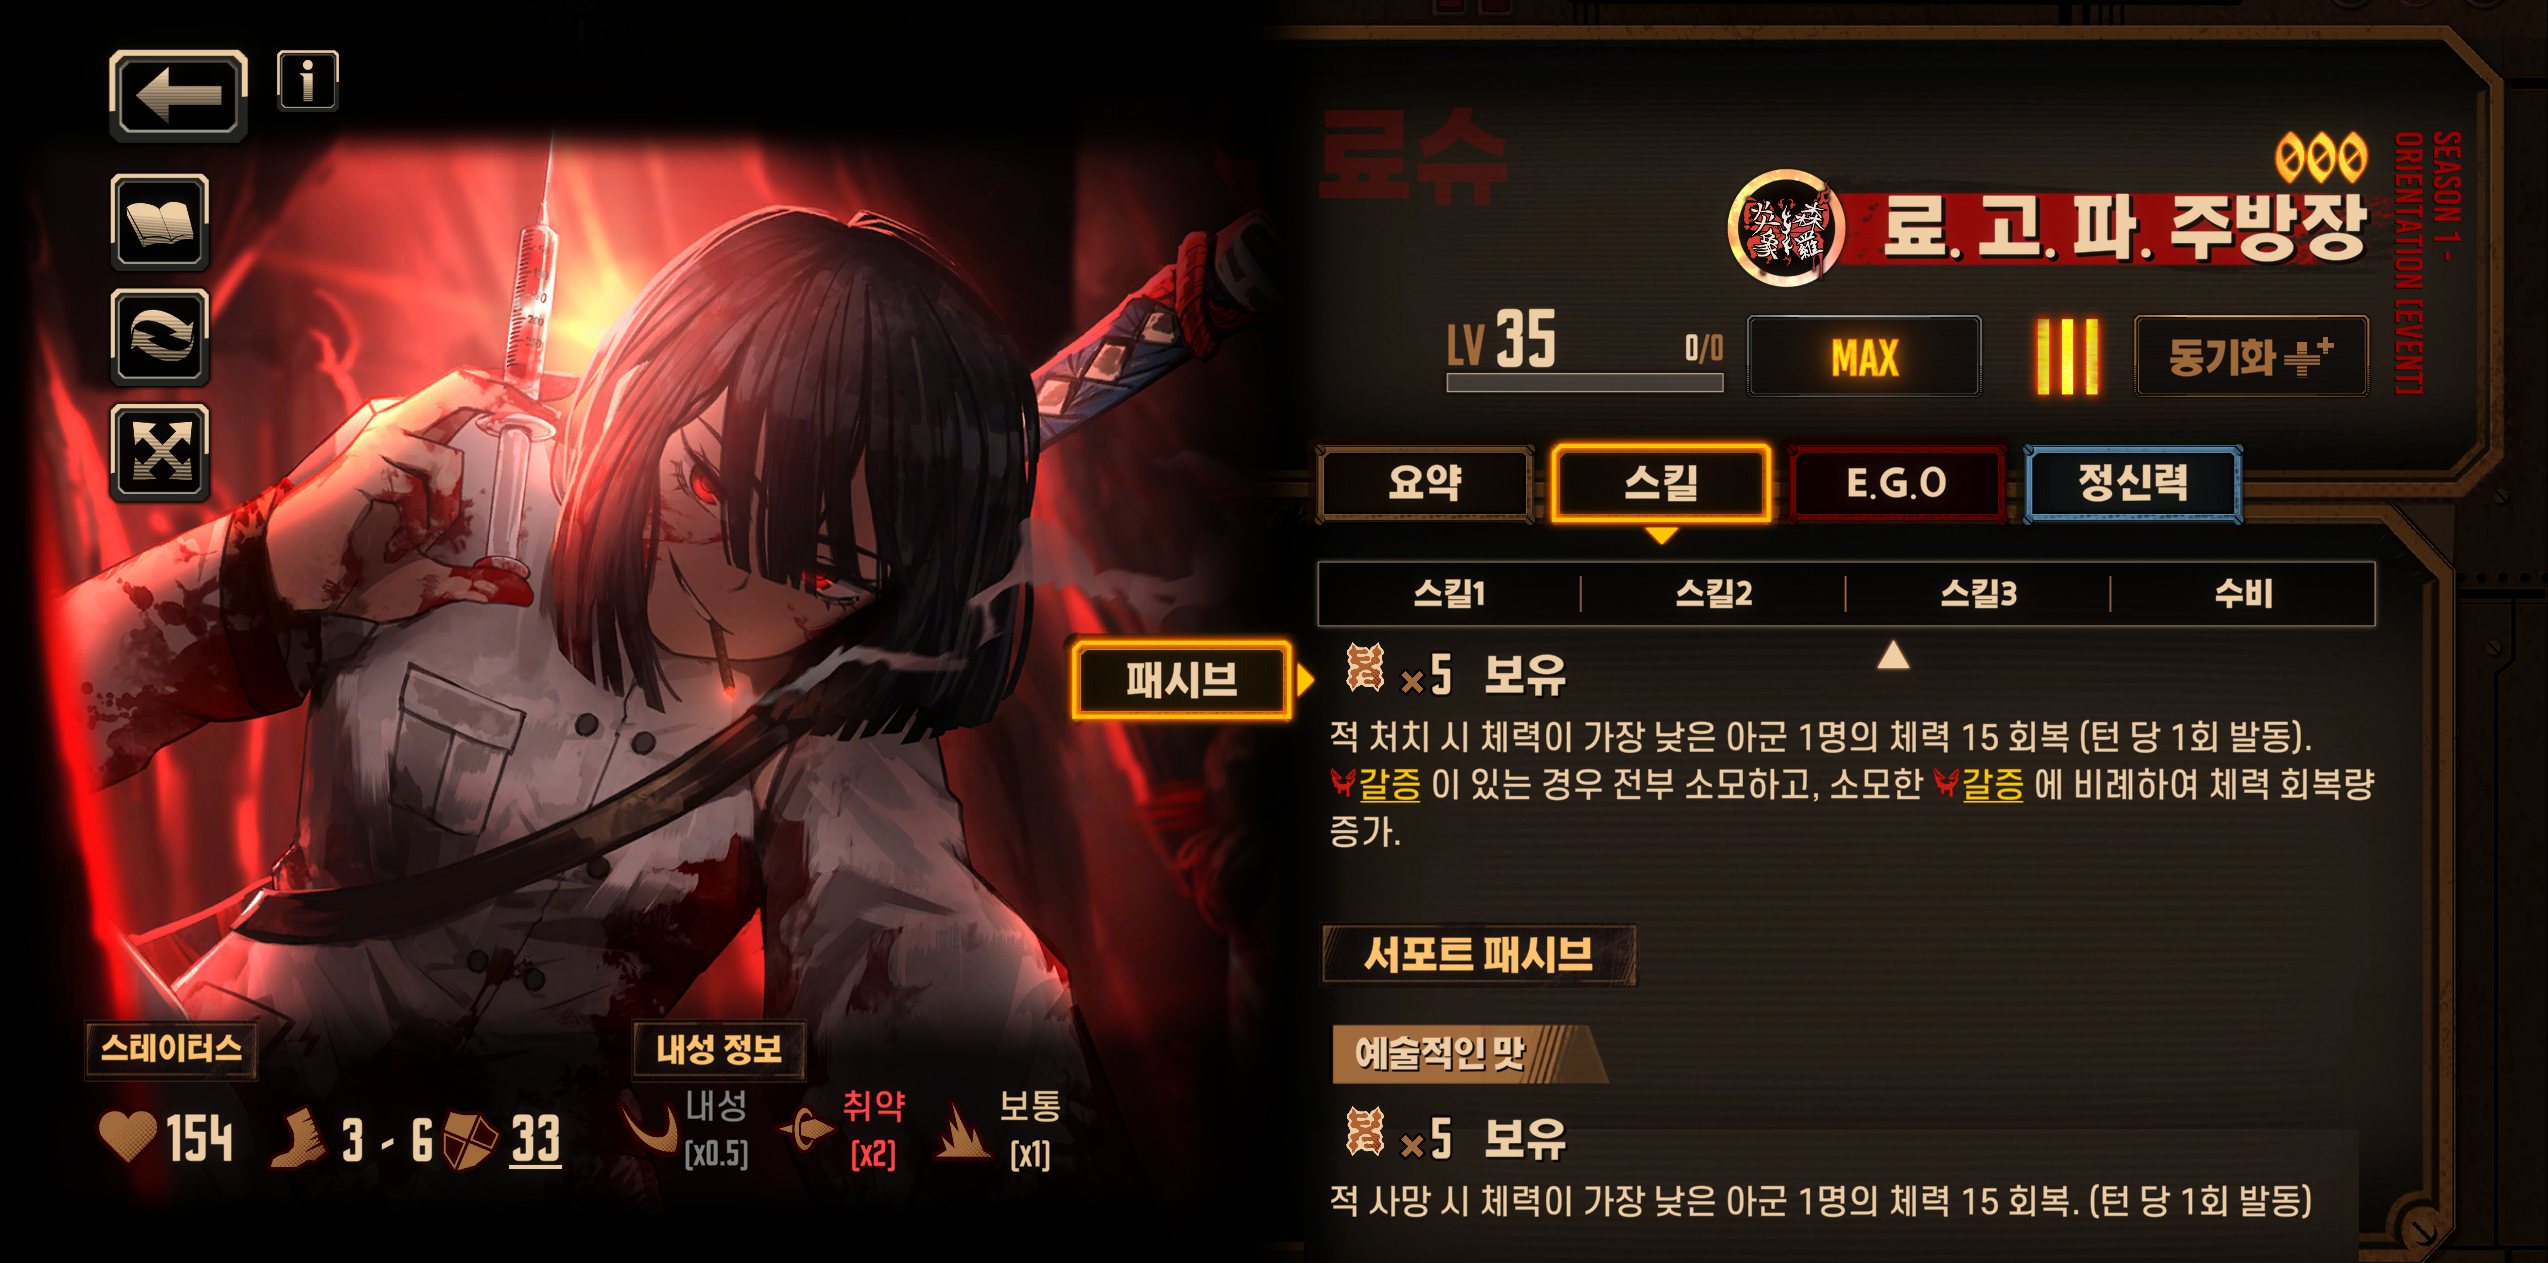 료슈
료. 고. 파. 주방장
SEASON 1 -
ORIENTATION [EVENT]
LV 35
0/0
MAX
동기화
요약
스킬
E.G.O
정신력
스킬1
스킬2
스킬3
수비
패시브
×5 보유
적 처치 시 체력이 가장 낮은 아군 1명의 체력 15 회복 (턴 당 1회 발동).
갈증 이 있는 경우 전부 소모하고, 소모한 갈증 에 비례하여 체력 회복량
증가.
서포트 패시브
예술적인 맛
×5 보유
적 사망 시 체력이 가장 낮은 아군 1명의 체력 15 회복. (턴 당 1회 발동)
스테이터스
154
3 - 6
33
내성 정보
내성
[x0.5]
취약
[x2]
보통
[x1]